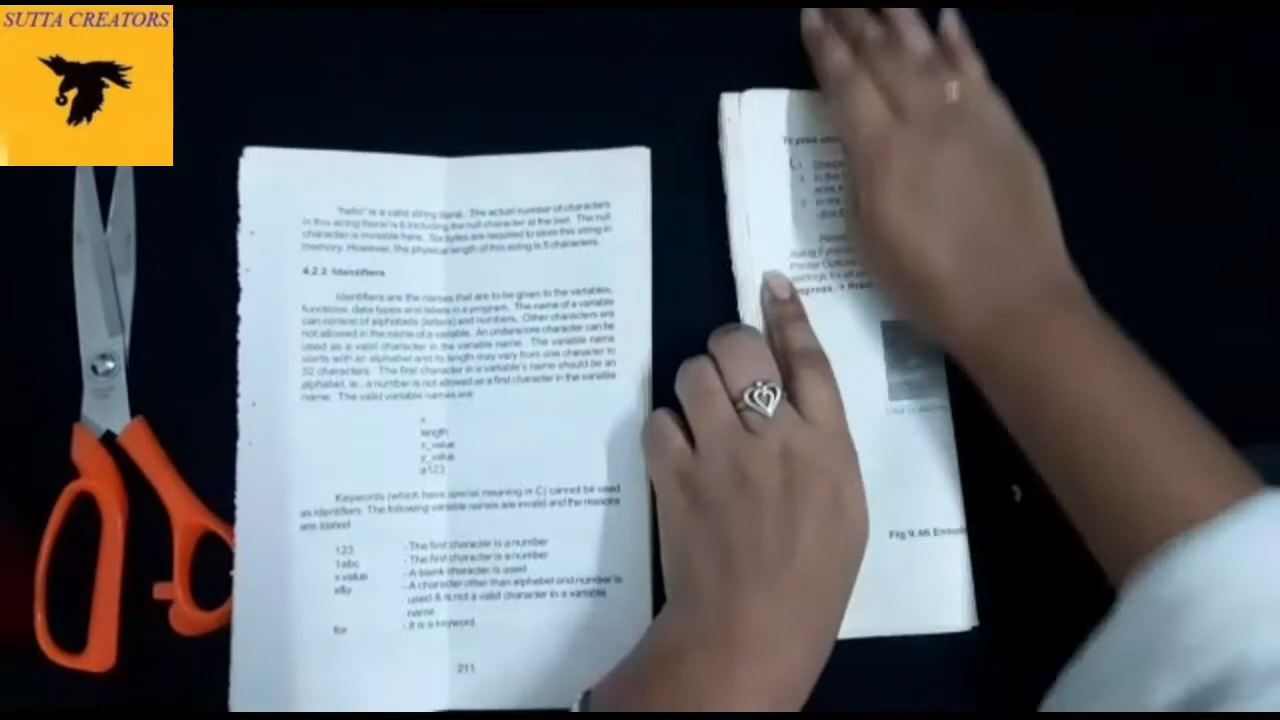 SUTTA CREATORS
"hello" is a valid string literal. The actual number of characters
in this string literal is 6 including the null character at the last. The null
character is invisible here. Six bytes are required to store this string in
memory. However, the physical length of this string is 5 characters.
4.2.2 Identifiers
Identifiers are the names that are to be given to the variables,
functions, data types and labels in a program. The name of a variable
can consist of alphabets (letters) and numbers. Other characters are
not allowed in the name of a variable. An underscore character can be
used as a valid character in the variable name. The variable name
starts with an alphabet and its length may vary from one character to
32 characters. The first character in a variable's name should be an
alphabet, ie., a number is not allowed as a first character in the variable
name. The valid variable names are:
x
length
x_value
y_value
a123
Keywords (which have special meaning in C) cannot be used
as identifiers. The following variable names are invalid and the reasons
are stated
123 - The first character is a number
1abc - The first character is a number
x value - A blank character is used
x&y - A character other than alphabet and number is
used & is not a valid character in a variable
name.
for - It is a keyword.
211
To print
In the
Fig 9.46